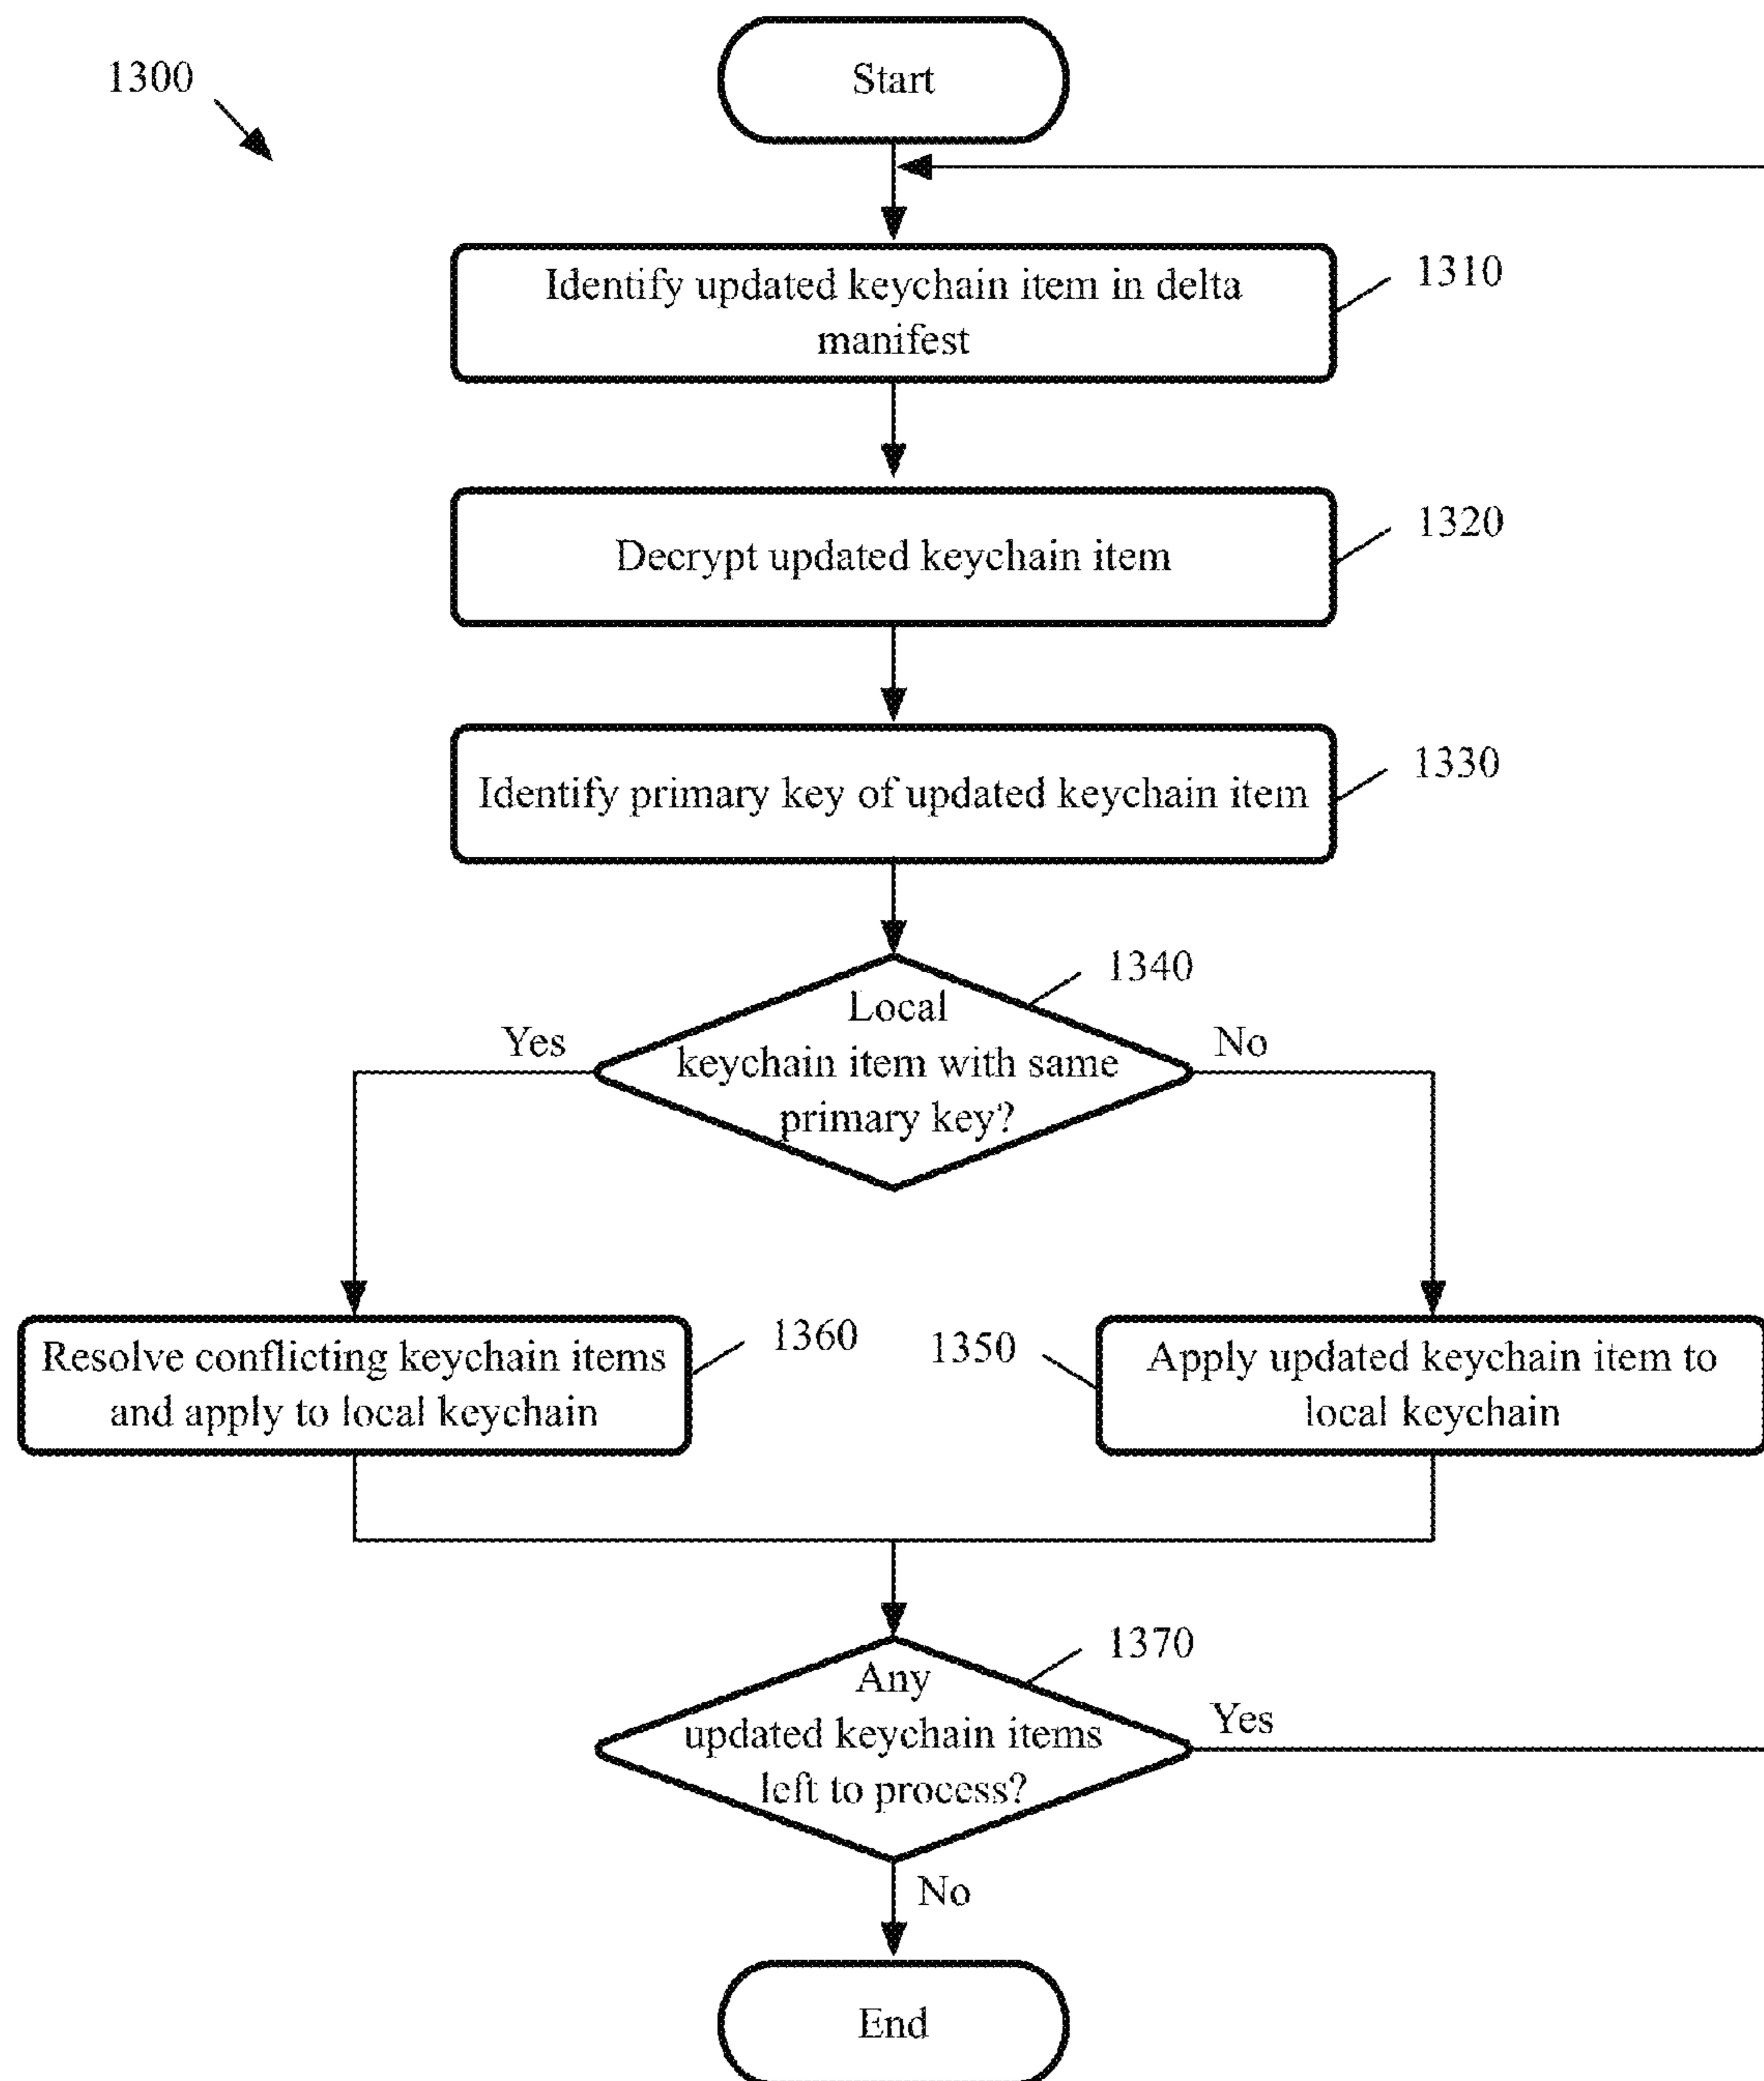 Start
1300
Identify updated keychain item in delta
manifest
1310
Decrypt updated keychain item
1320
Identify primary key of updated keychain item
1330
Local
keychain item with same
primary key?
1340
Yes
No
Resolve conflicting keychain items
and apply to local keychain
1360
1350
Apply updated keychain item to
local keychain
Any
updated keychain items
left to process?
1370
Yes
No
End